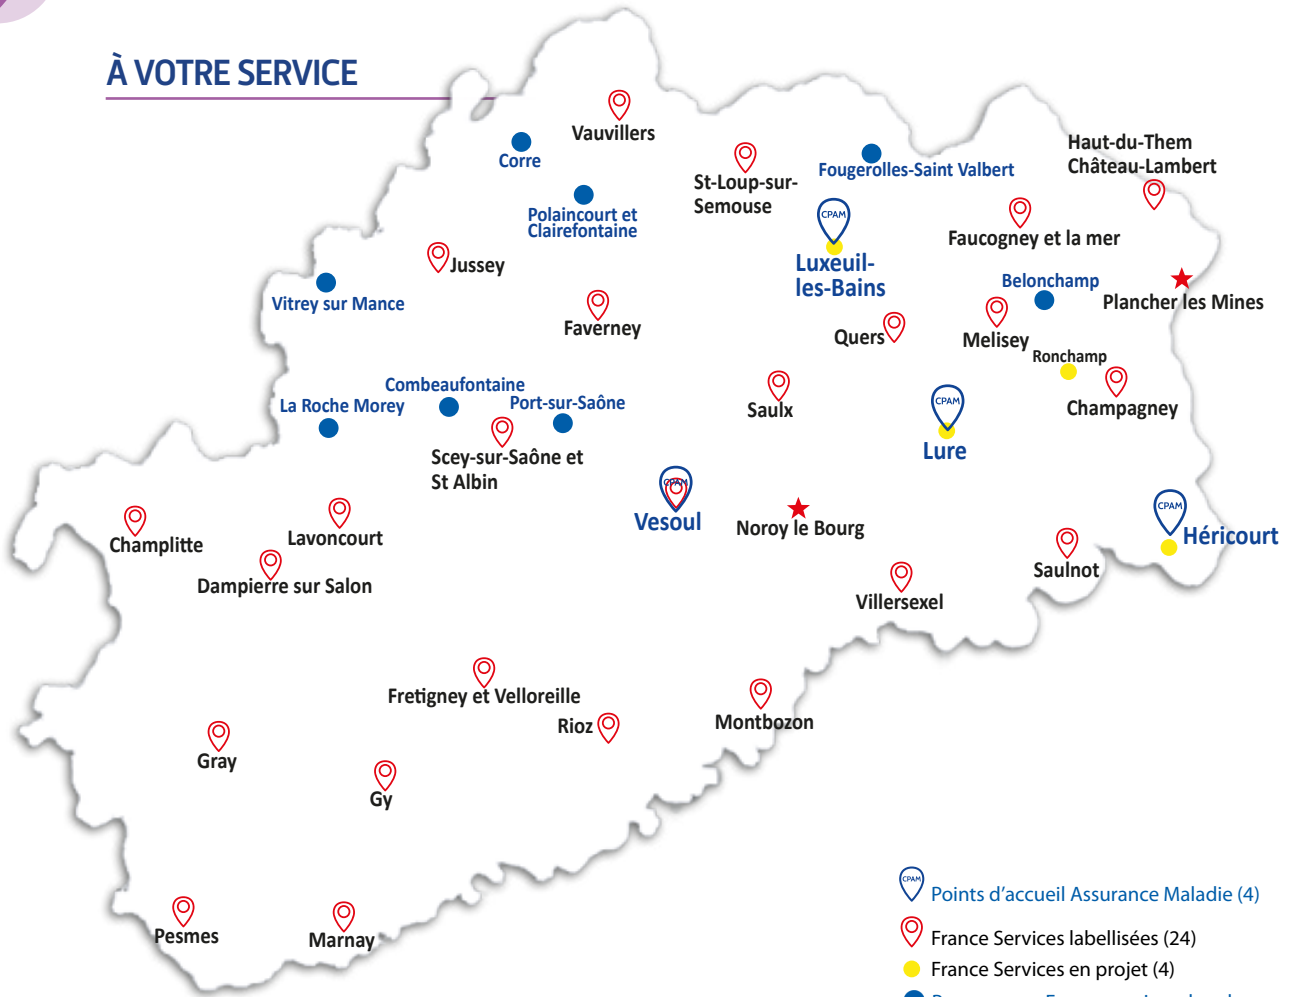 À VOTRE SERVICE
Vauvillers
Corre
Polaincourt et
Clairefontaine
St-Loup-sur-
Semouse
Fougerolles-Saint Valbert
Haut-du-Them
Château-Lambert
CPAM
Luxeuil-
les-Bains
Faucogney et la mer
Jussey
Vitrey sur Mance
Faverney
Belonchamp
Plancher les Mines
Quers
Melisey
Ronchamp
Champagney
Combeaufontaine
La Roche Morey
Port-sur-Saône
Saulx
CPAM
Lure
Scey-sur-Saône et
St Albin
CPAM
Vesoul
Noroy le Bourg
CPAM
Héricourt
Champlitte
Lavoncourt
Dampierre sur Salon
Saulnot
Villersexel
Fretigney et Velloreille
Rioz
Montbozon
Gray
Gy
Pesmes
Marnay
CPAM Points d'accueil Assurance Maladie (4)
France Services labellisées (24)
France Services en projet (4)